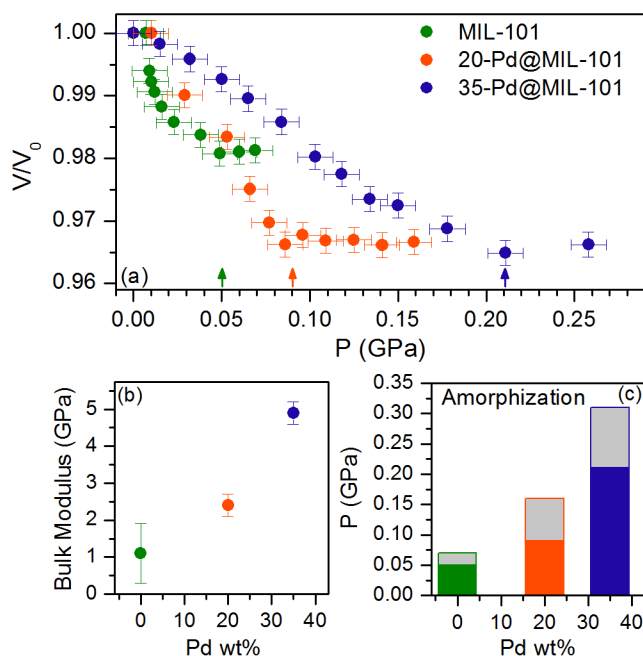 MIL-101
20-Pd@MIL-101
35-Pd@MIL-101
1.00
0.99
0.98
0.97
0.96
V/V0
(a)
0.00 0.05 0.10 0.15 0.20 0.25
P (GPa)
(b)
6
5
4
3
2
1
0
Bulk Modulus (GPa)
0 10 20 30 40
Pd wt%
Amorphization (c)
0.35
0.30
0.25
0.20
0.15
0.10
0.05
0.00
P (GPa)
0 10 20 30 40
Pd wt%